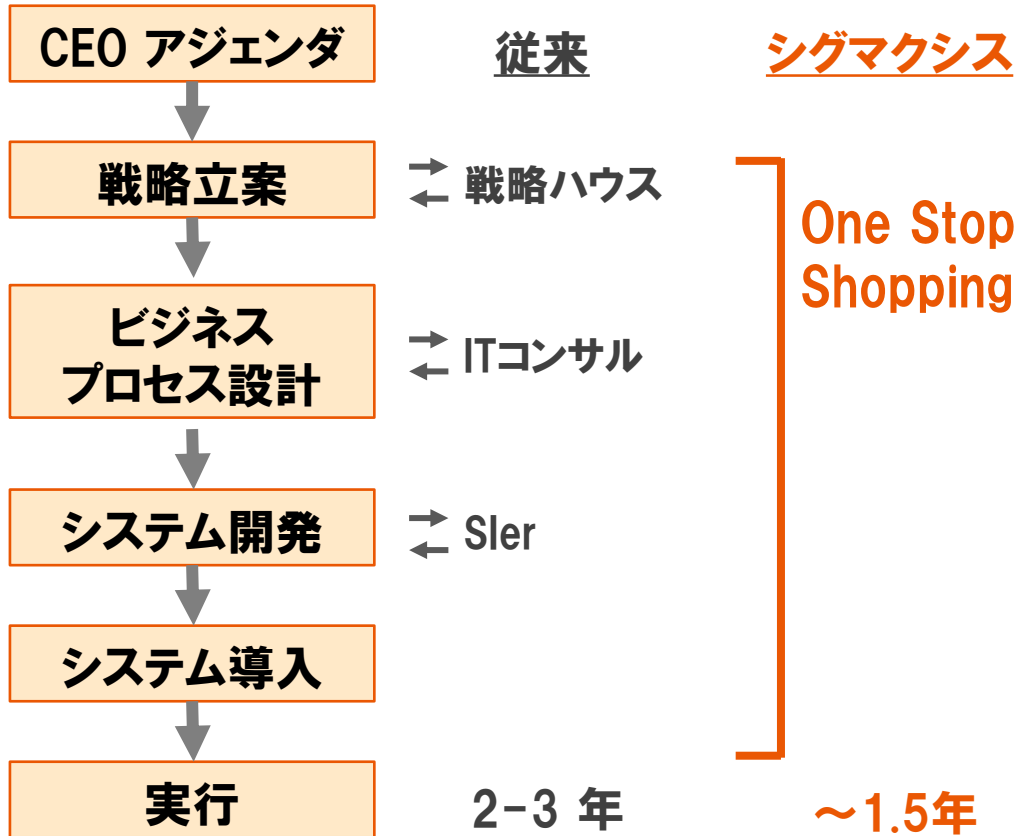 CEO アジェンダ
従来
シグマクシス
戦略立案
戦略ハウス
One Stop
Shopping
ビジネス
プロセス設計
ITコンサル
システム開発
SIer
システム導入
実行
2-3 年
～1.5年